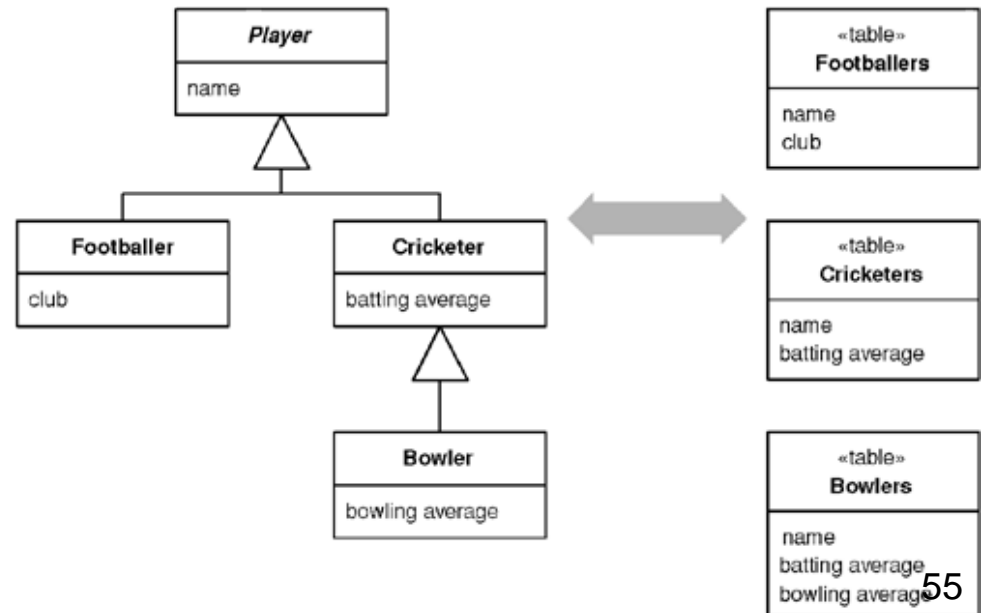 Player
name
Footballer
club
Cricketer
batting average
Bowler
bowling average
«table»
Footballers
name
club
«table»
Cricketers
name
batting average
«table»
Bowlers
name
batting average
bowling average
55